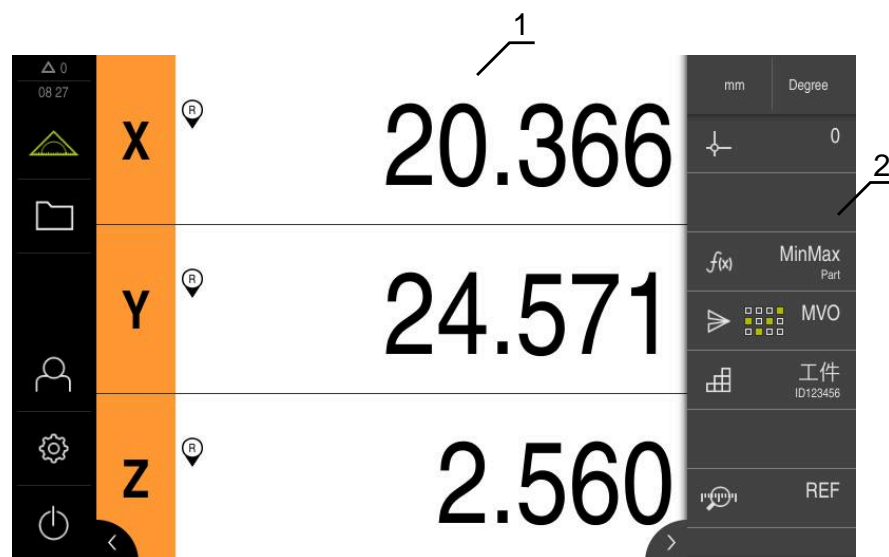 1
△ 0
08 27
mm Degree
X R 20.366
0
2
Y R 24.571
f(x) MinMax
Part
MVO
工件
ID123456
Z R 2.560
REF